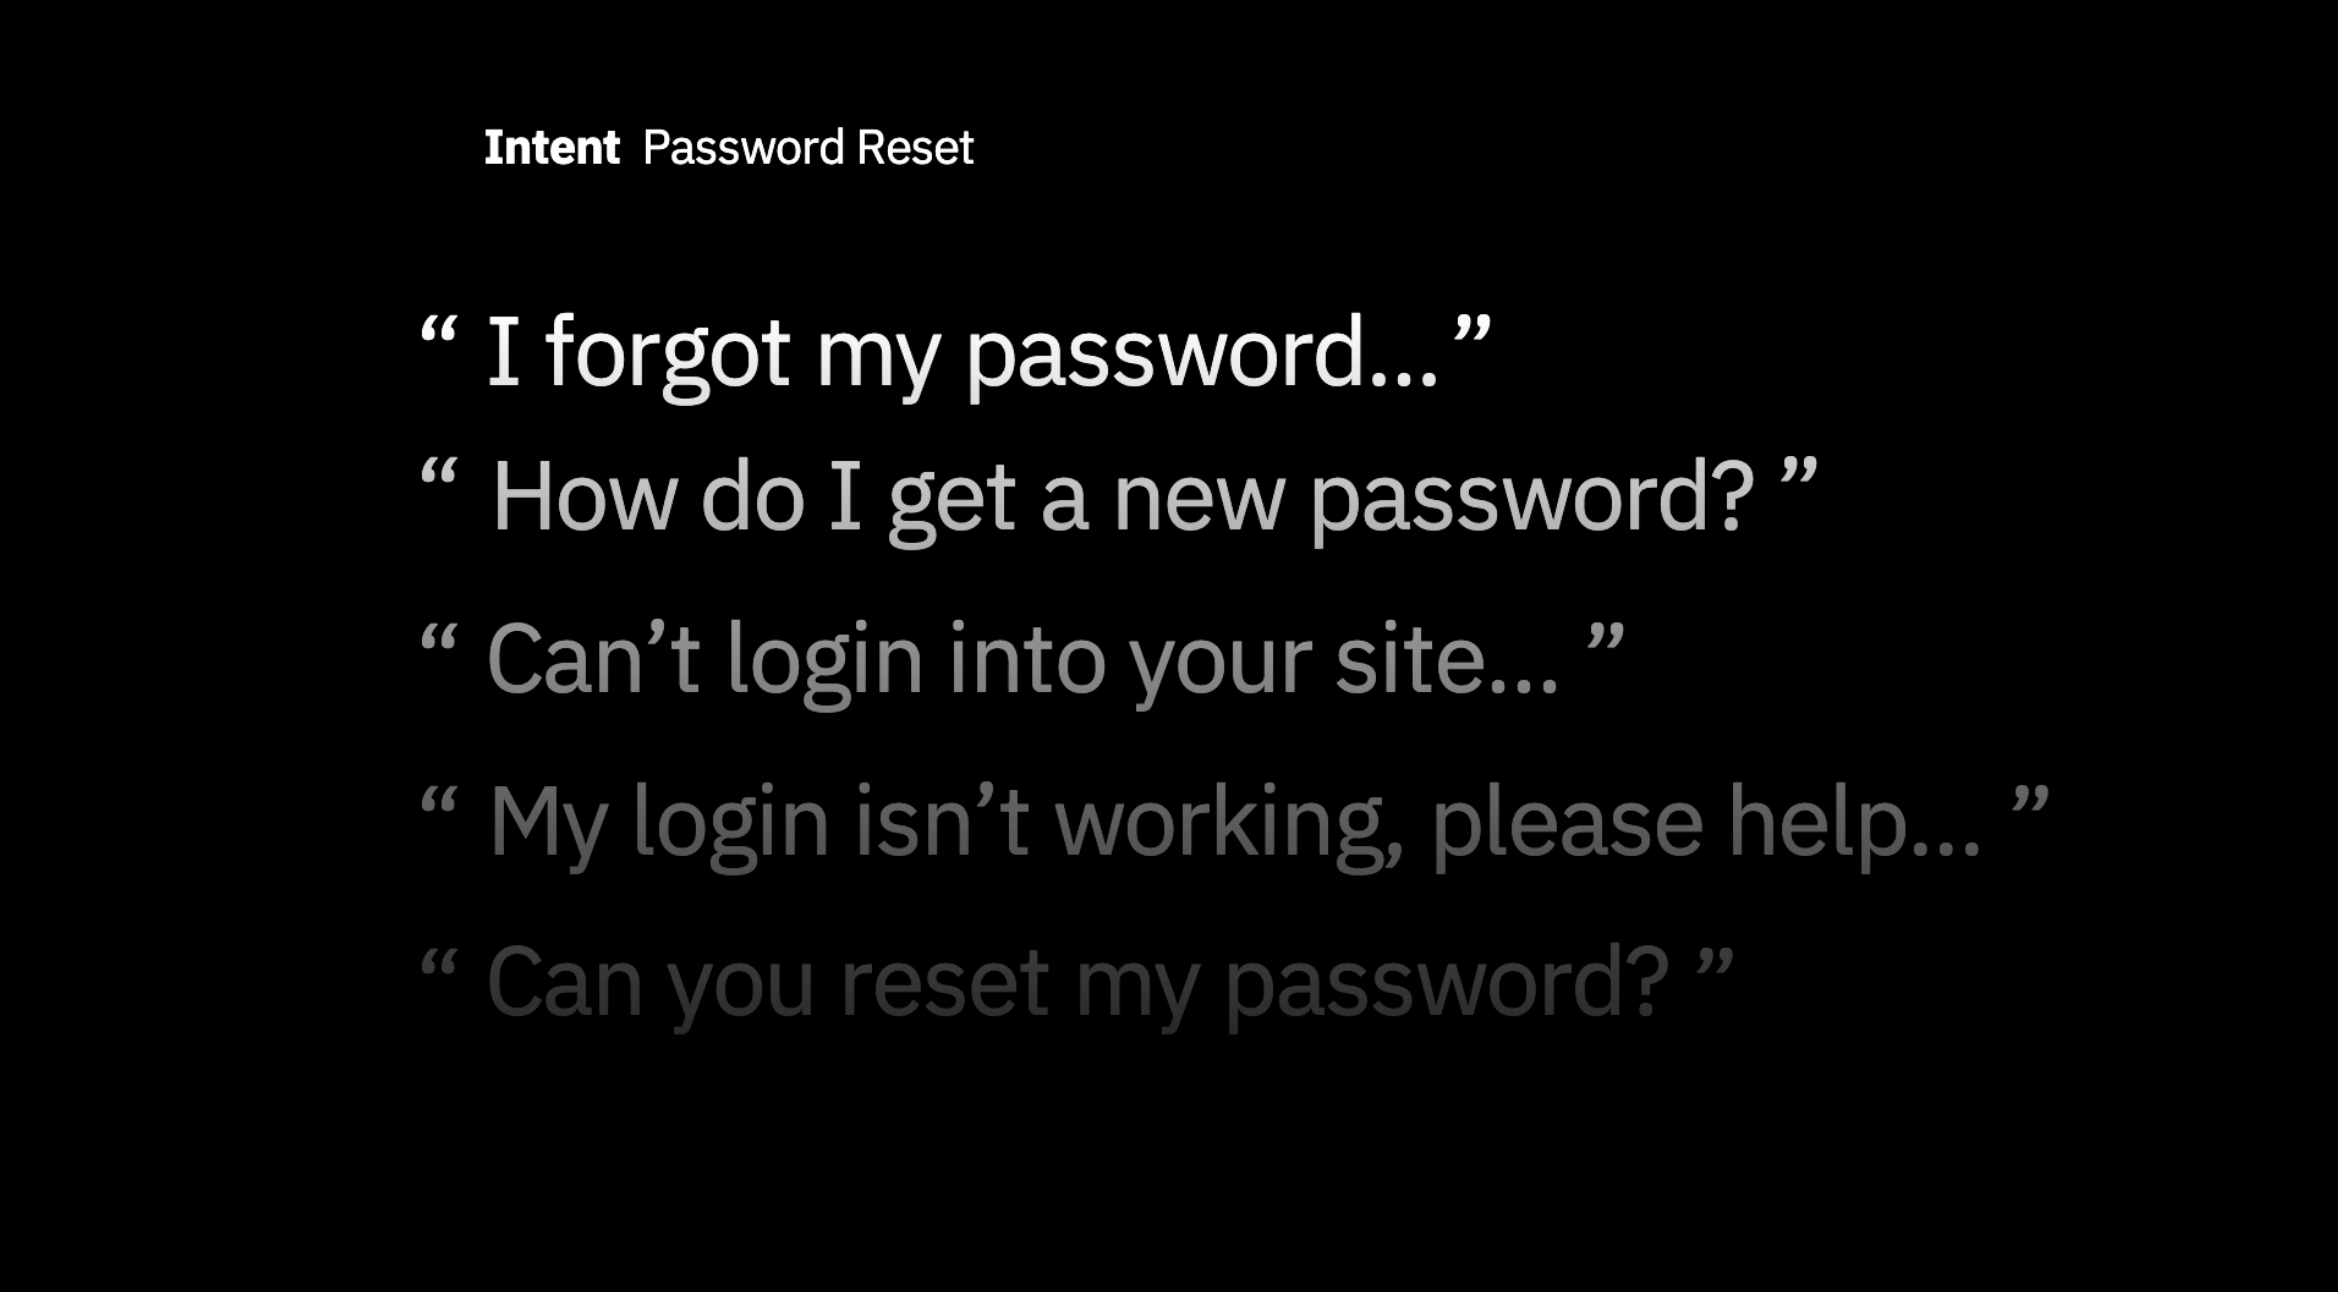 Intent Password Reset
“ I forgot my password... ”
“ How do I get a new password? ”
“ Can’t login into your site... ”
“ My login isn’t working, please help... ”
“ Can you reset my password? ”